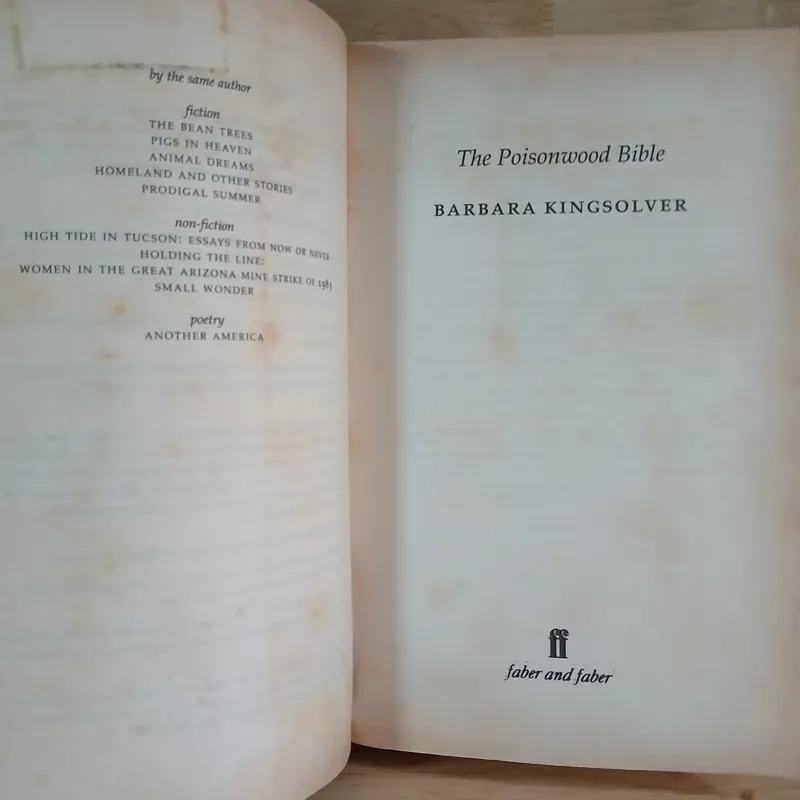 by the same author
fiction
THE BEAN TREES
PIGS IN HEAVEN
ANIMAL DREAMS
HOMELAND AND OTHER STORIES
PRODIGAL SUMMER
non-fiction
HIGH TIDE IN TUCSON: ESSAYS FROM NOW OR NEVER
HOLDING THE LINE:
WOMEN IN THE GREAT ARIZONA MINE STRIKE OF 1983
SMALL WONDER
poetry
ANOTHER AMERICA
The Poisonwood Bible
BARBARA KINGSOLVER
ff
faber and faber